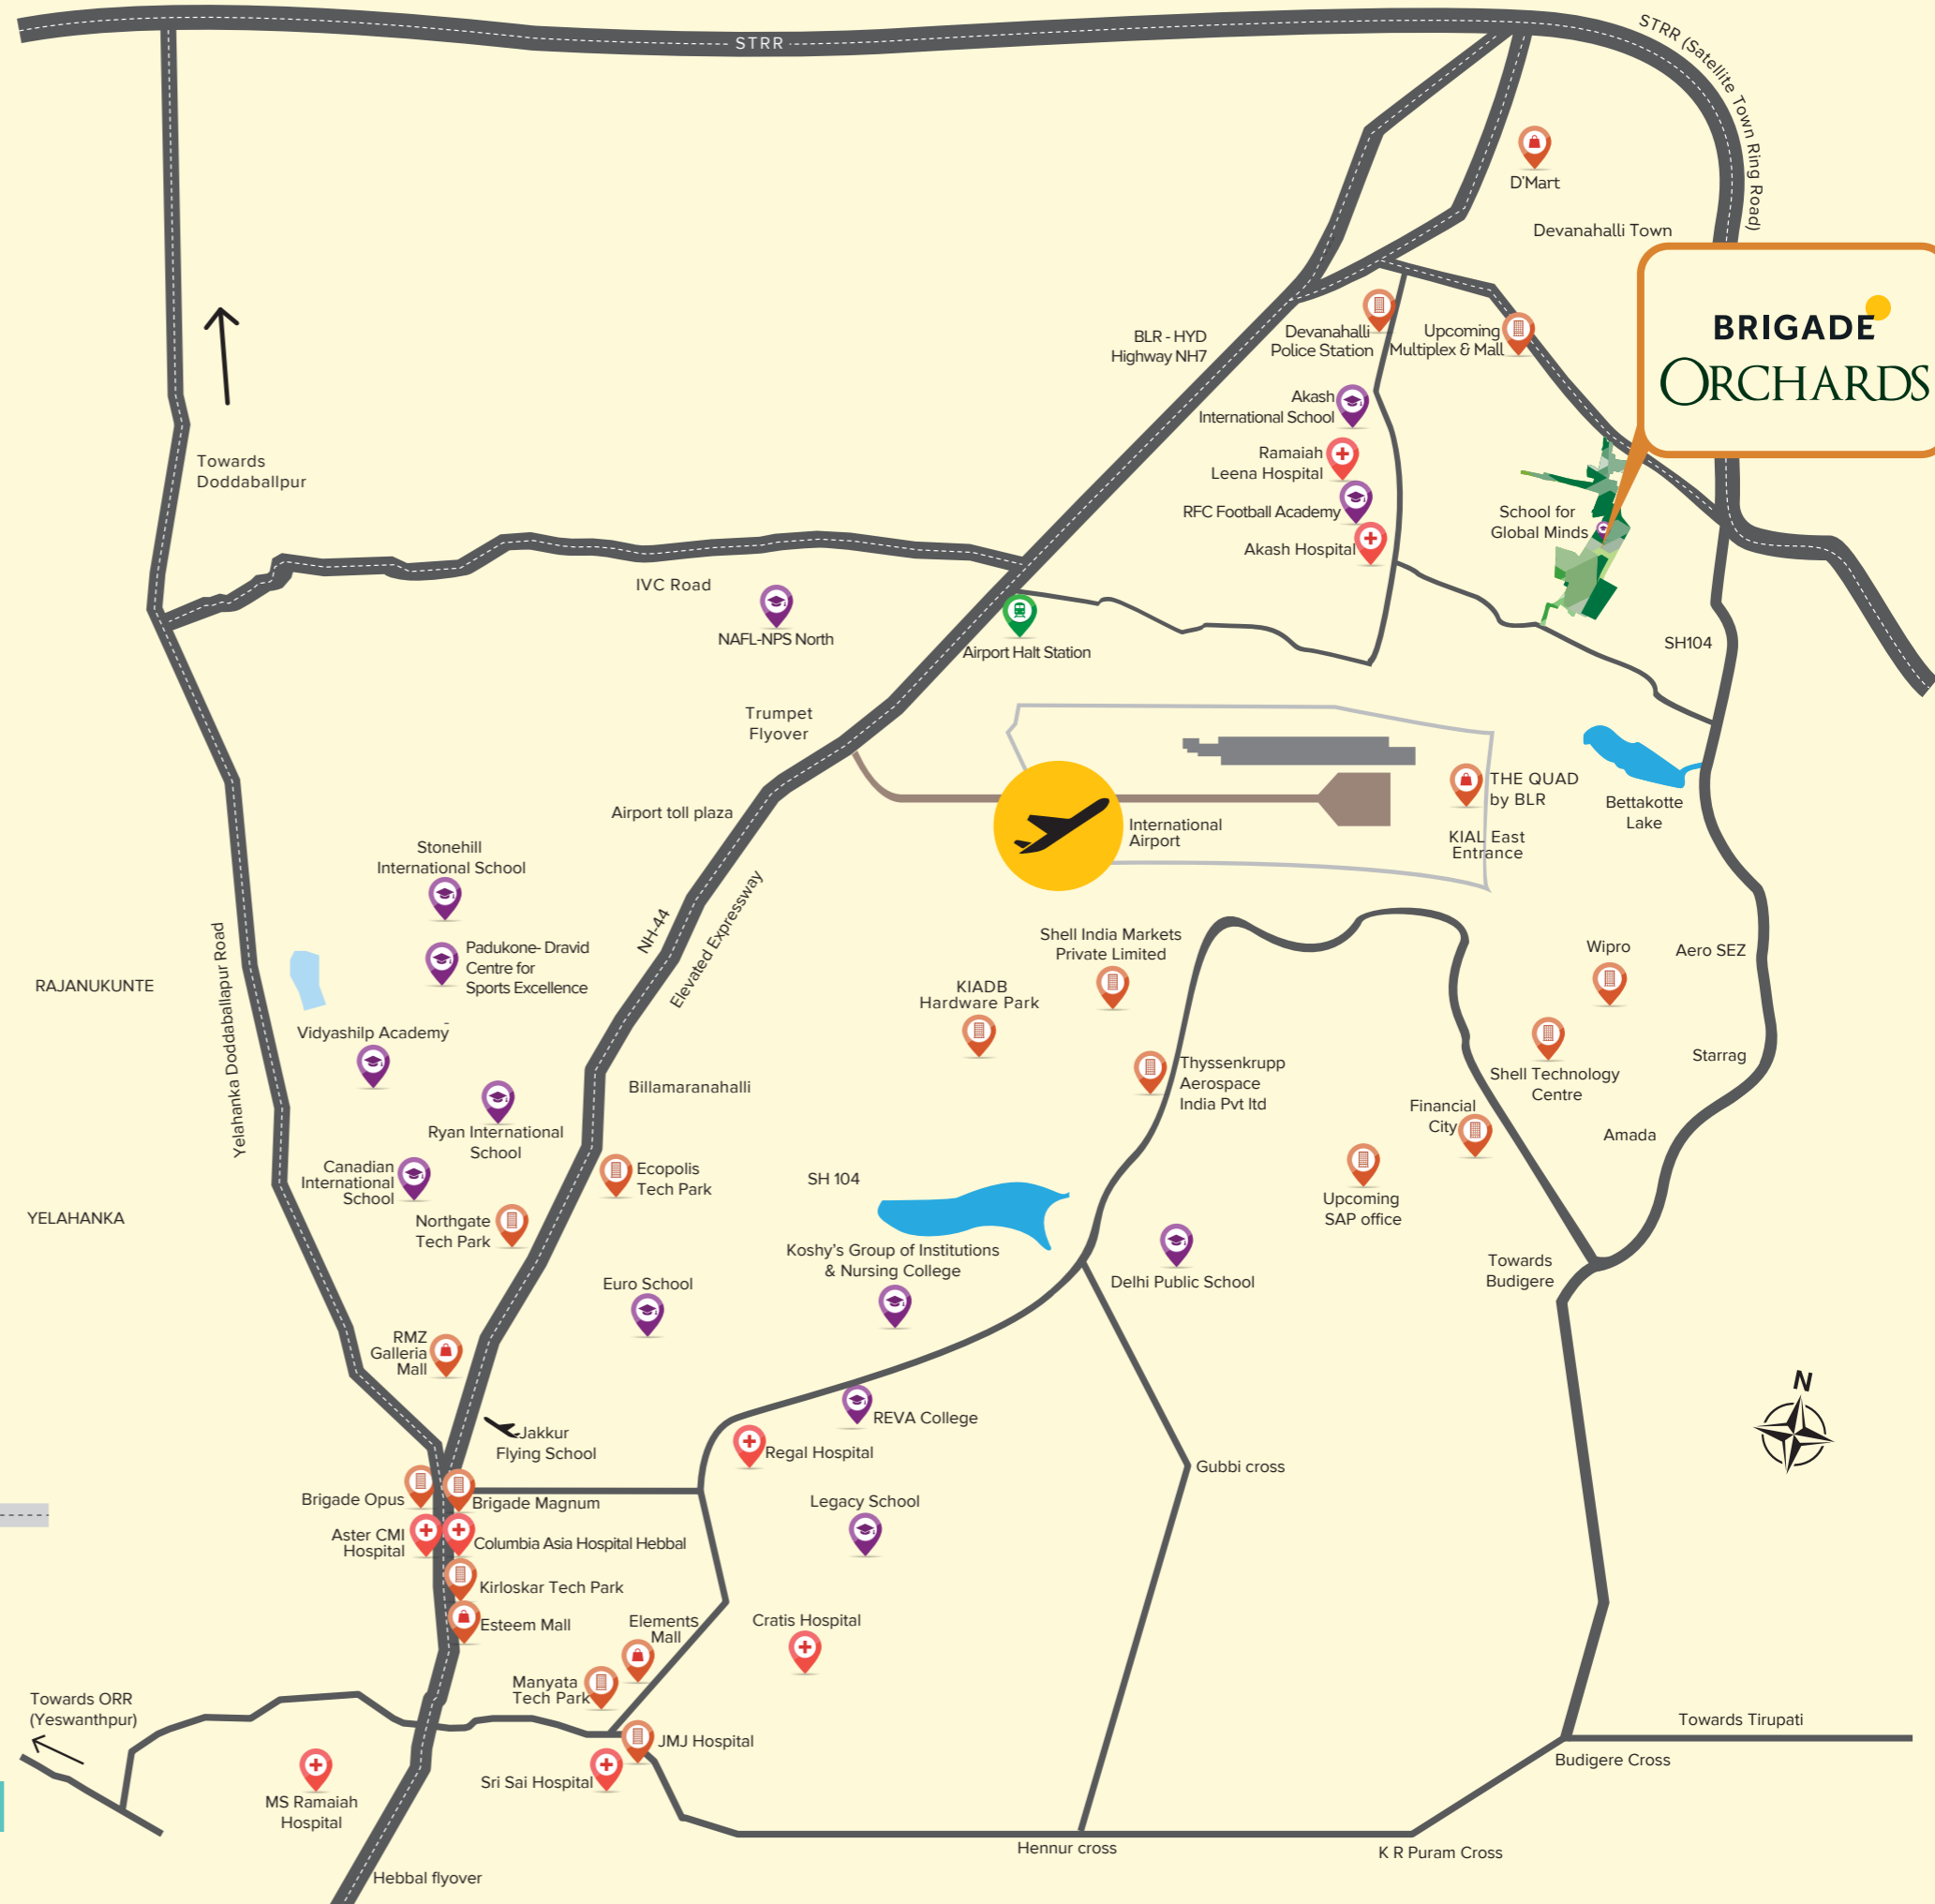 STRR
STRR (Satellite Town Ring Road)
D'Mart
Devanahalli Town
BRIGADE
ORCHARDS
BLR - HYD
Highway NH7
Devanahalli
Police Station
Upcoming
Multiplex & Mall
Akash
International School
Ramaiah
Leena Hospital
RFC Football Academy
Akash Hospital
School for
Global Minds
Towards
Doddaballpur
IVC Road
NAFL-NPS North
Airport Halt Station
SH104
Trumpet
Flyover
Airport toll plaza
International
Airport
THE QUAD
by BLR
KIAL East
Entrance
Bettakotte
Lake
Stonehill
International School
Padukone- Dravid
Centre for
Sports Excellence
NH-44
Elevated Expressway
Yelahanka Doddaballapur Road
RAJANUKUNTE
Vidyashilp Academy
Shell India Markets
Private Limited
KIADB
Hardware Park
Wipro
Aero SEZ
Starrag
Shell Technology
Centre
Thyssenkrupp
Aerospace
India Pvt ltd
Billamaranahalli
Ryan International
School
Financial
City
Amada
Canadian
International
School
Ecopolis
Tech Park
SH 104
YELAHANKA
Northgate
Tech Park
Upcoming
SAP office
Koshy's Group of Institutions
& Nursing College
Delhi Public School
Towards
Budigere
Euro School
RMZ
Galleria
Mall
N
REVA College
Jakkur
Flying School
Regal Hospital
Gubbi cross
Brigade Opus
Brigade Magnum
Legacy School
Aster CMI
Hospital
Columbia Asia Hospital Hebbal
Kirloskar Tech Park
Esteem Mall
Elements
Mall
Cratis Hospital
Manyata
Tech Park
Towards ORR
(Yeswanthpur)
JMJ Hospital
Towards Tirupati
Budigere Cross
Sri Sai Hospital
MS Ramaiah
Hospital
Hennur cross
K R Puram Cross
Hebbal flyover